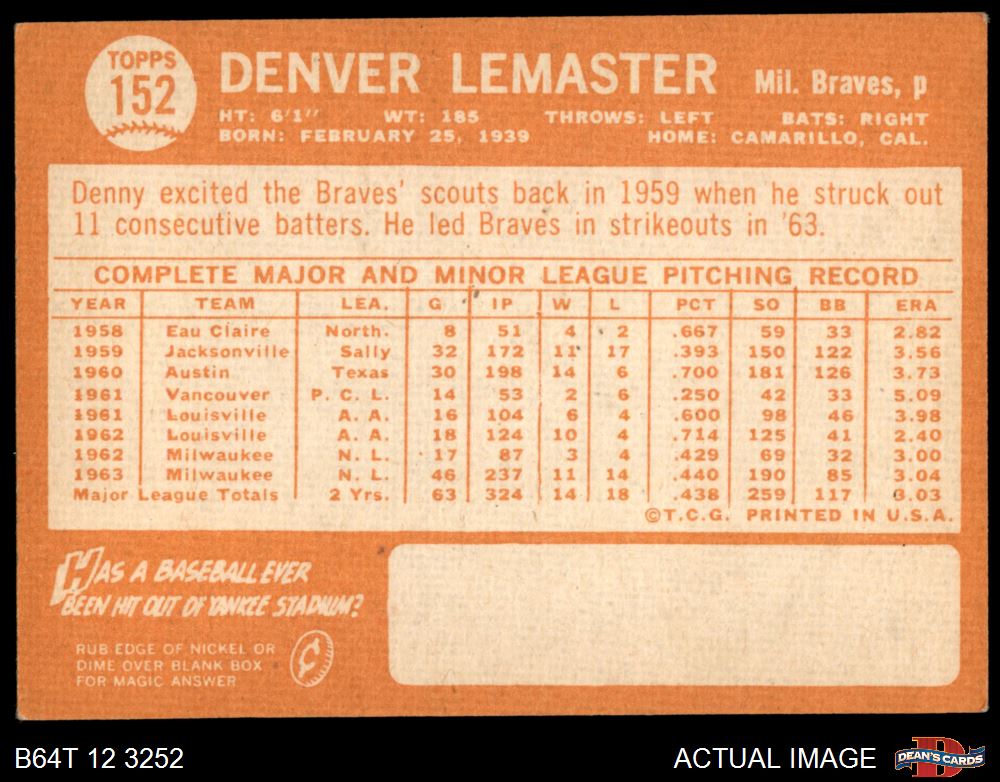 TOPPS
152
DENVER LEMASTER Mil. Braves, p
HT: 6'1" WT: 185 THROWS: LEFT BATS: RIGHT
BORN: FEBRUARY 25, 1939 HOME: CAMARILLO, CAL.
Denny excited the Braves' scouts back in 1959 when he struck out
11 consecutive batters. He led Braves in strikeouts in '63.
COMPLETE MAJOR AND MINOR LEAGUE PITCHING RECORD
YEAR TEAM LEA. G IP W L PCT SO BB ERA
1958 Eau Claire North. 8 51 4 2 .667 59 33 2.82
1959 Jacksonville Sally 32 172 11 17 .393 150 122 3.56
1960 Austin Texas 30 198 14 6 .700 181 126 3.73
1961 Vancouver P. C. L. 14 53 2 6 .250 42 33 5.09
1961 Louisville A. A. 16 104 6 4 .600 98 46 3.98
1962 Louisville A. A. 18 124 10 4 .714 125 41 2.40
1962 Milwaukee N. L. 17 87 3 4 .429 69 32 3.00
1963 Milwaukee N. L. 46 237 11 14 .440 190 85 3.04
Major League Totals 2 Yrs. 63 324 14 18 .438 259 117 3.03
©T.C.G. PRINTED IN U.S.A.
HAS A BASEBALL EVER
BEEN HIT OUT OF YANKEE STADIUM?
RUB EDGE OF NICKEL OR
DIME OVER BLANK BOX
FOR MAGIC ANSWER
B64T 12 3252 ACTUAL IMAGE D DEAN'S CARDS